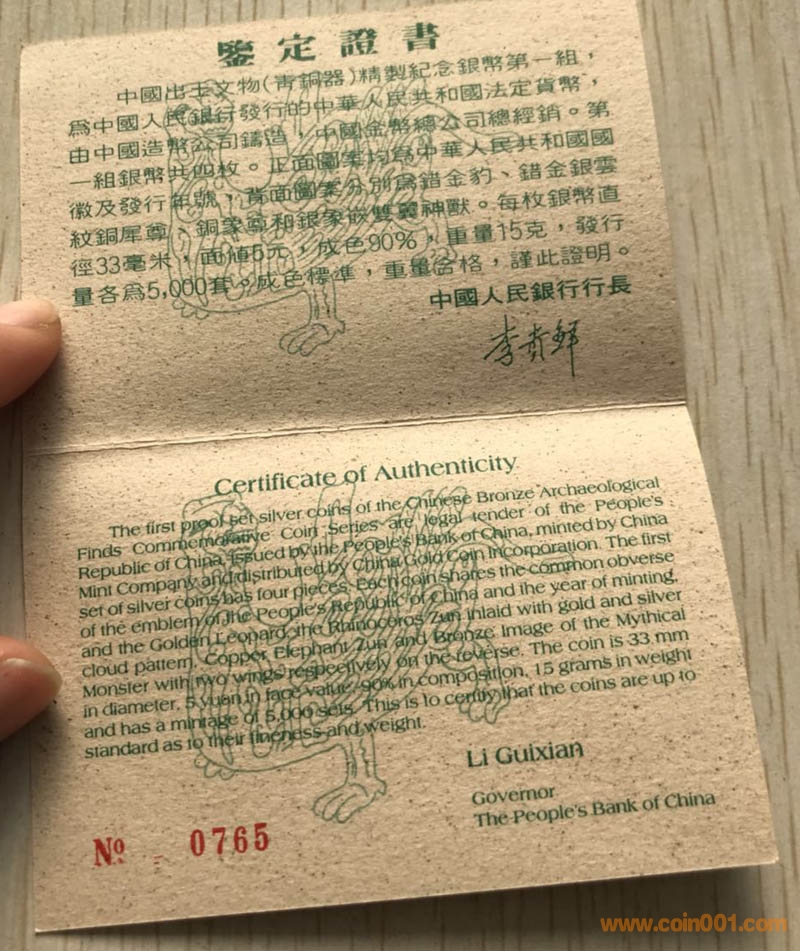 鑒定證書
中國出土文物(青銅器)精製紀念銀幣第一組，
爲中國人民銀行發行的中華人民共和國法定貨幣，
由中國造幣公司鑄造，中國金幣總公司總經銷。第
一組銀幣共四枚。正面圖案均爲中華人民共和國國
徽及發行年號，背面圖案分別爲錯金豹、錯金銀雲
紋銅犀尊、銅象尊和銀象嵌雙翼神獸。每枚銀幣直
徑33毫米，面值5元，成色90%，重量15克，發行
量各爲5,000套。成色標準，重量合格，謹此證明。
中國人民銀行行長
李貴鮮
Certificate of Authenticity
The first proof set silver coins of the Chinese Bronze Archaeological
Finds Commemorative Coin Series are legal tender of the People's
Republic of China, issued by the People's Bank of China, minted by China
Mint Company and distributed by China Gold Coin Incorporation. The first
set of silver coins has four pieces. Each coin shares the common obverse
of the emblem of the People's Republic of China and the year of minting,
and the Golden Leopard, the Rhinocoros Zun inlaid with gold and silver
cloud pattern, Copper Elephant Zun and Bronze Image of the Mythical
Monster with two wings respectively on the reverse. The coin is 33 mm
in diameter, 5 yuan in face value, 90% in composition, 15 grams in weight
and has a mintage of 5,000 sets. This is to certify that the coins are up to
standard as to their fineness and weight.
Li Guixian
Governor
The People's Bank of China
No. 0765
www.coin001.com